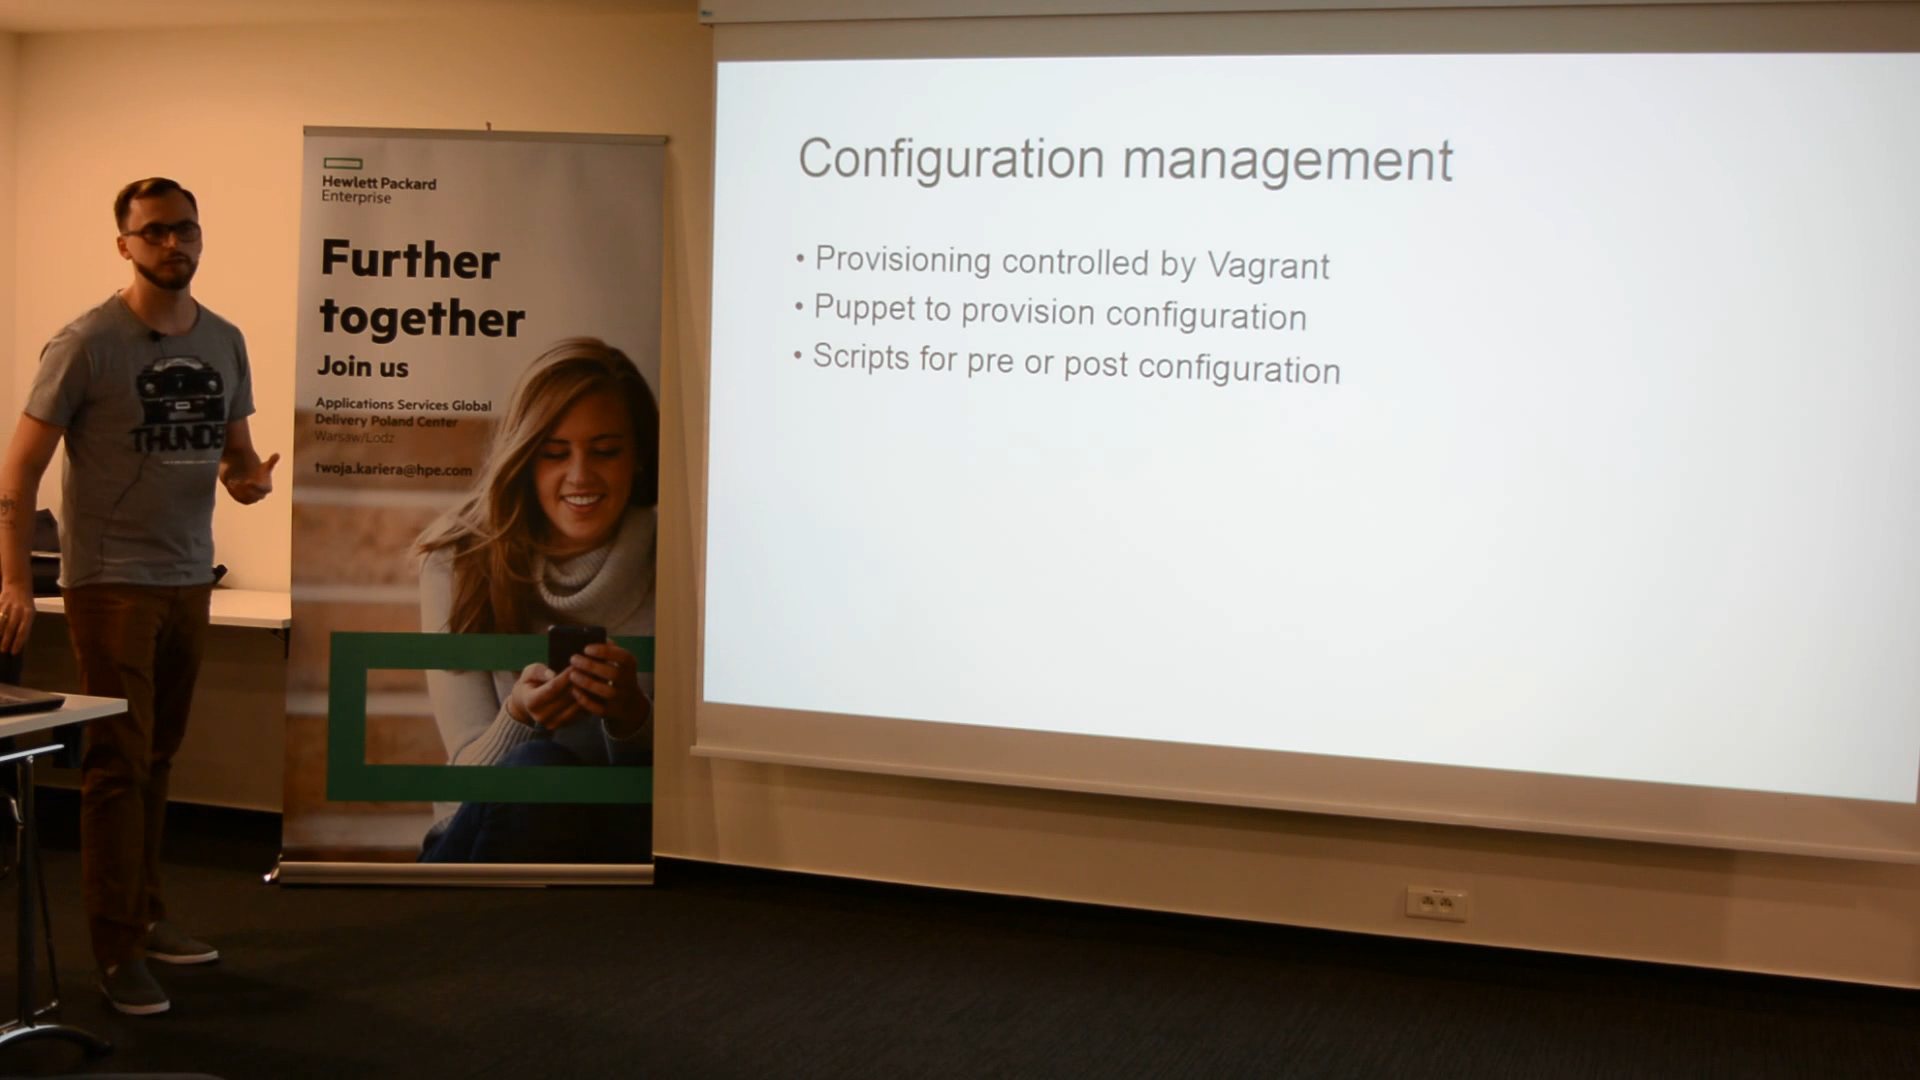 Hewlett Packard
Enterprise
Further
together
Join us
Applications Services Global
Delivery Poland Center
Warsaw/Lodz
twoja.kariera@hpe.com
THUNDE
Configuration management
• Provisioning controlled by Vagrant
• Puppet to provision configuration
• Scripts for pre or post configuration